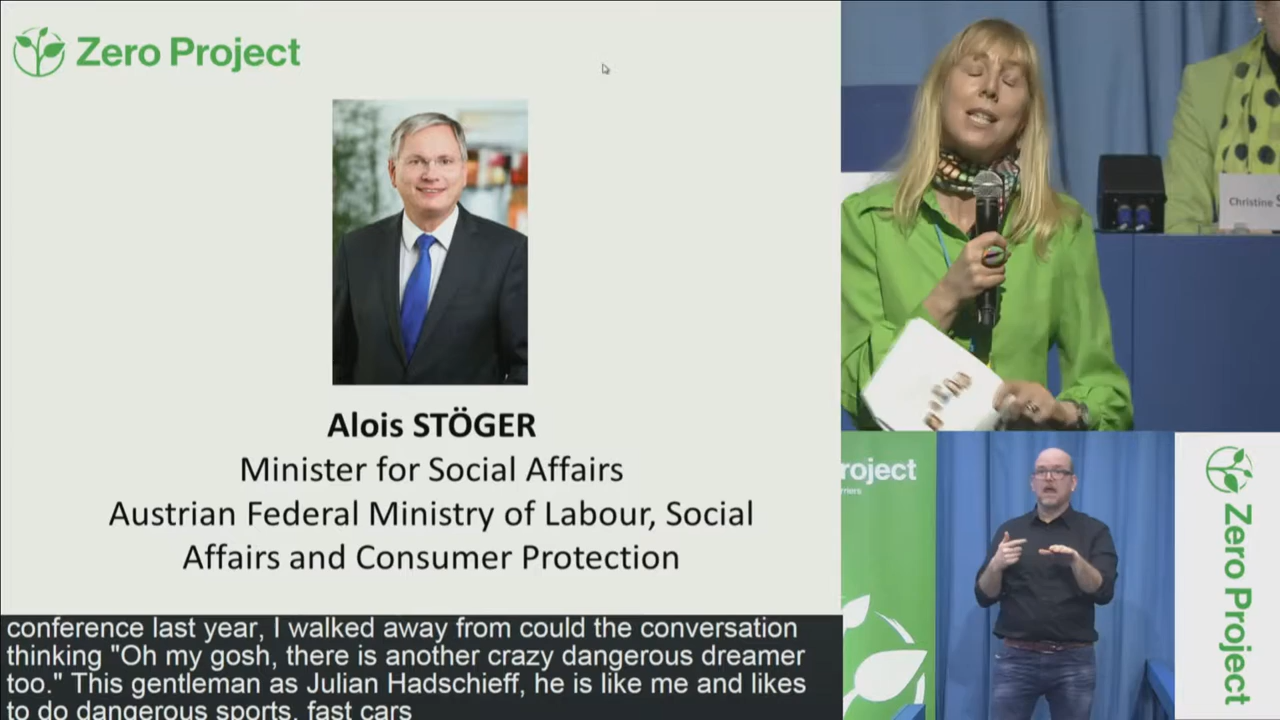 Zero Project
Alois STÖGER
Minister for Social Affairs
Austrian Federal Ministry of Labour, Social
Affairs and Consumer Protection
conference last year, I walked away from could the conversation
thinking "Oh my gosh, there is another crazy dangerous dreamer
too." This gentleman as Julian Hadschieff, he is like me and likes
to do dangerous sports, fast cars
Christine S
roject
rriers
Zero Project